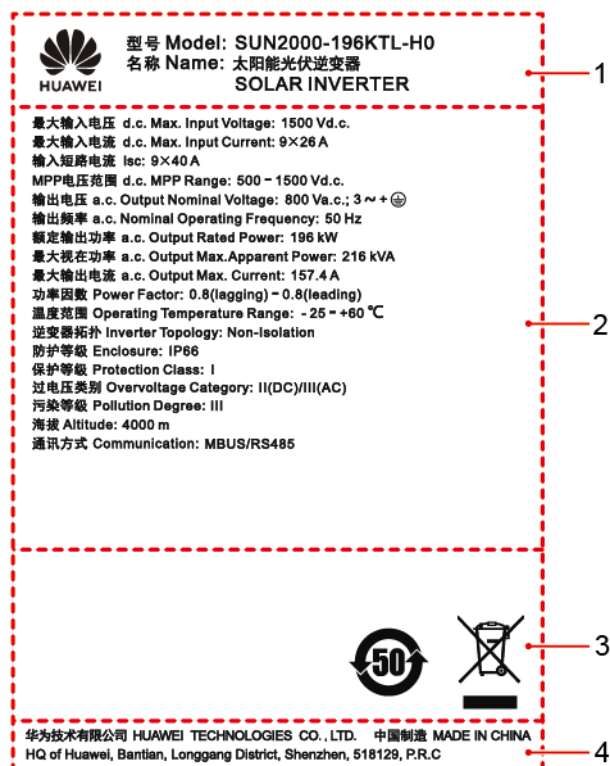 型号 Model: SUN2000-196KTL-H0
名称 Name: 太阳能光伏逆变器
SOLAR INVERTER
HUAWEI
1
最大输入电压 d.c. Max. Input Voltage: 1500 Vd.c.
最大输入电流 d.c. Max. Input Current: 9×26 A
输入短路电流 Isc: 9×40 A
MPP电压范围 d.c. MPP Range: 500 - 1500 Vd.c.
输出电压 a.c. Output Nominal Voltage: 800 Va.c.; 3 ~ + ⏚
输出频率 a.c. Nominal Operating Frequency: 50 Hz
额定输出功率 a.c. Output Rated Power: 196 kW
最大视在功率 a.c. Output Max.Apparent Power: 216 kVA
最大输出电流 a.c. Output Max. Current: 157.4 A
功率因数 Power Factor: 0.8(lagging) - 0.8(leading)
温度范围 Operating Temperature Range: - 25 - +60 ℃
逆变器拓扑 Inverter Topology: Non-Isolation
2
防护等级 Enclosure: IP66
保护等级 Protection Class: I
过电压类别 Overvoltage Category: II(DC)/III(AC)
污染等级 Pollution Degree: III
海拔 Altitude: 4000 m
通讯方式 Communication: MBUS/RS485
50
3
华为技术有限公司 HUAWEI TECHNOLOGIES CO., LTD. 中国制造 MADE IN CHINA
HQ of Huawei, Bantian, Longgang District, Shenzhen, 518129, P.R.C
4